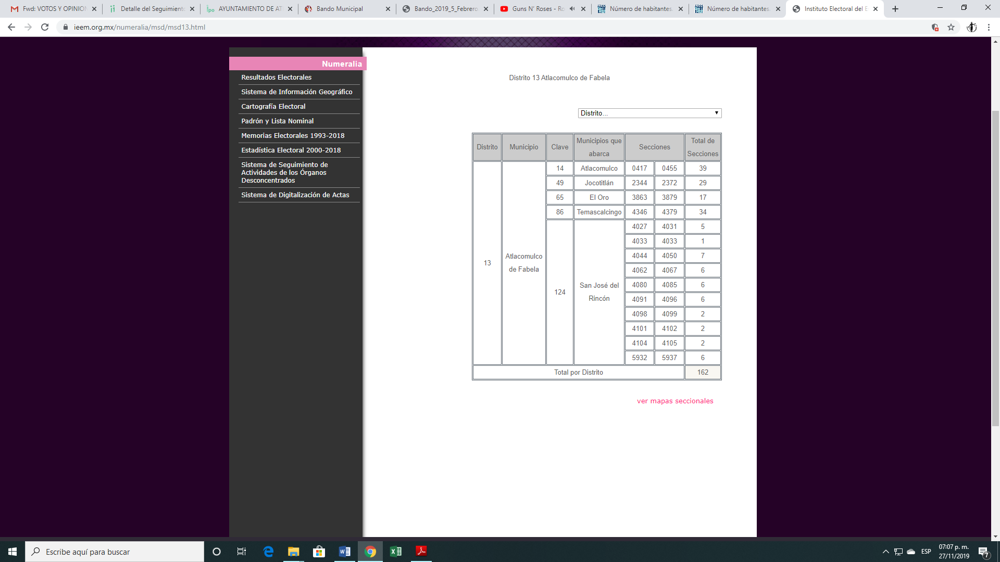 Fwd: VOTOS Y OPINION
Detalle del Seguimiento
AYUNTAMIENTO DE AT
Bando Municipal
Bando_2019_5_Febrero
Guns N' Roses - Ro
Número de habitantes.
Número de habitantes.
Instituto Electoral del E
ieem.org.mx/numeralia/msd/msd13.html
Numeralia
Resultados Electorales
Sistema de Información Geográfico
Cartografía Electoral
Padrón y Lista Nominal
Memorias Electorales 1993-2018
Estadística Electoral 2000-2018
Sistema de Seguimiento de
Actividades de los Órganos
Desconcentrados
Sistema de Digitalización de Actas
Distrito 13 Atlacomulco de Fabela
Distrito...
Distrito Municipio Clave Municipios que abarca Secciones Total de Secciones
13 Atlacomulco de Fabela
14 Atlacomulco 0417 0455 39
49 Jocotitlán 2344 2372 29
65 El Oro 3863 3879 17
86 Temascalcingo 4346 4379 34
124 San José del Rincón
4027 4031 5
4033 4033 1
4044 4050 7
4062 4067 6
4080 4085 6
4091 4096 6
4098 4099 2
4101 4102 2
4104 4105 2
5932 5937 6
Total por Distrito 162
ver mapas seccionales
Escribe aquí para buscar
ESP
07:07 p. m.
27/11/2019
7